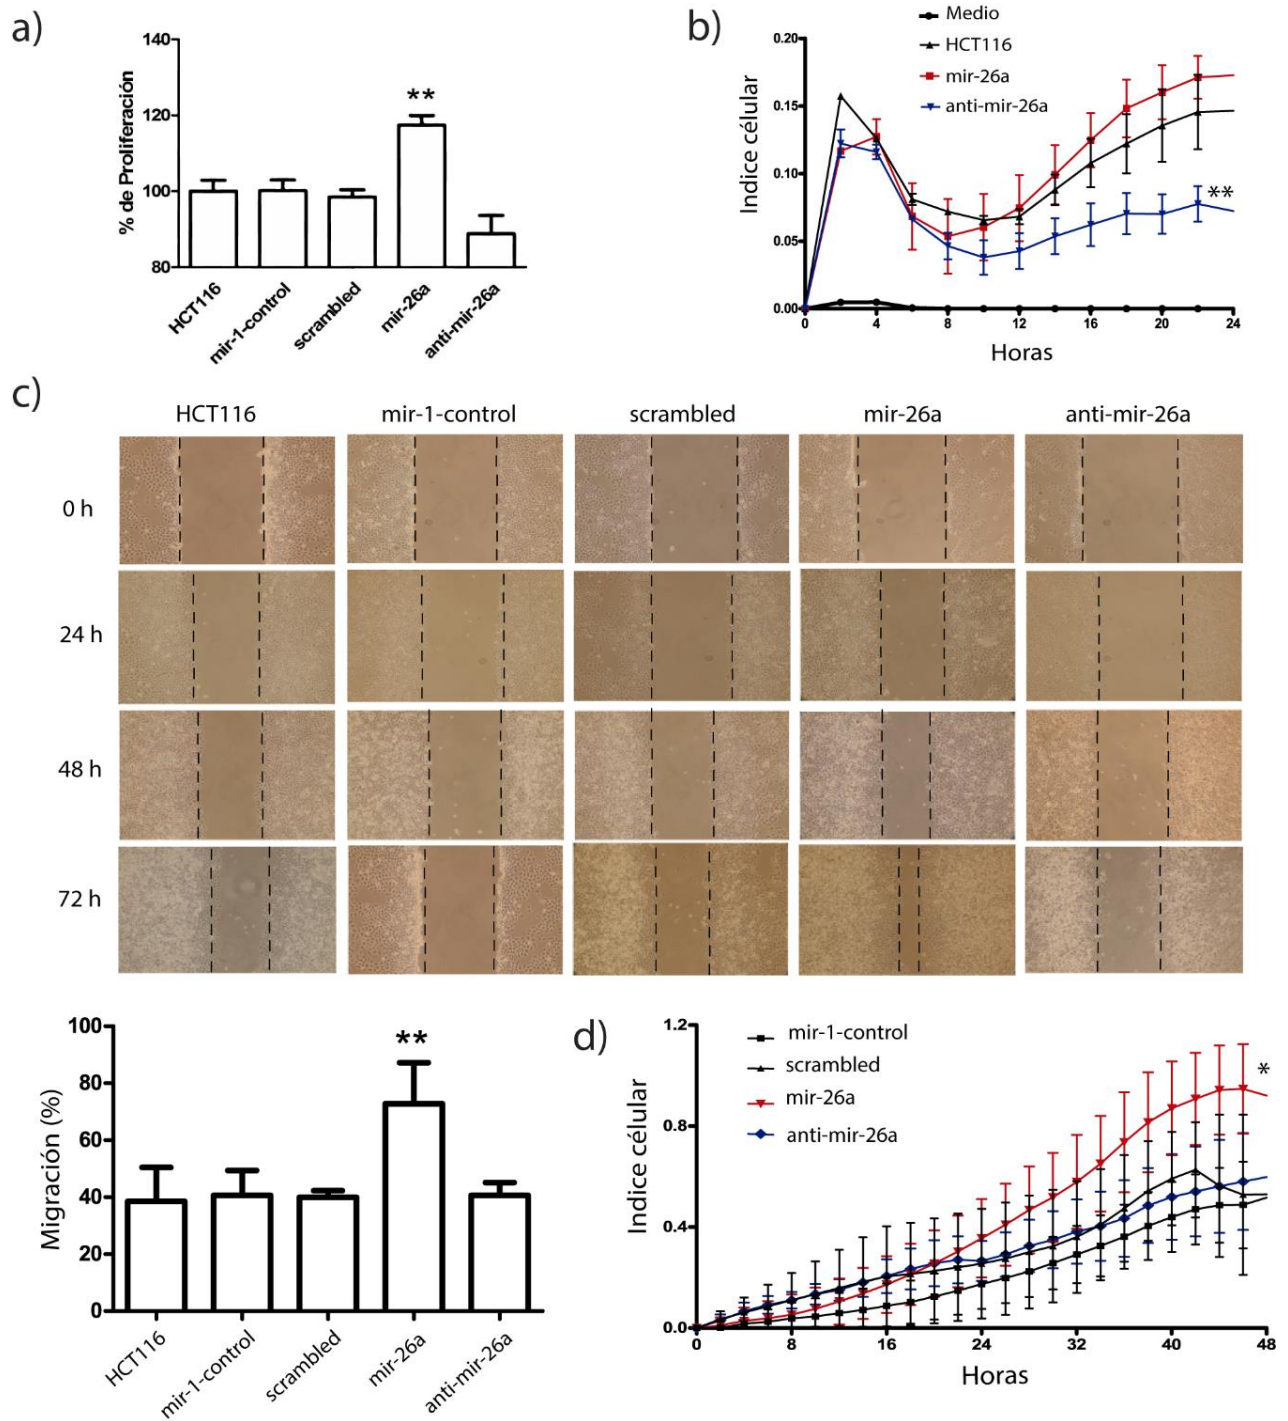 a)
140
120
100
80
% de Proliferación
**
HCT116
mir-1-control
scrambled
mir-26a
anti-mir-26a
b)
Medio
HCT116
mir-26a
anti-mir-26a
0.20
0.15
0.10
0.05
0.00
Indice célular
**
0 4 8 12 16 20 24
Horas
c)
HCT116 mir-1-control scrambled mir-26a anti-mir-26a
0 h
24 h
48 h
72 h
100
80
60
40
20
0
Migración (%)
**
HCT116
mir-1-control
scrambled
mir-26a
anti-mir-26a
d)
mir-1-control
scrambled
mir-26a
anti-mir-26a
1.2
0.8
0.4
0.0
Indice célular
*
0 8 16 24 32 40 48
Horas